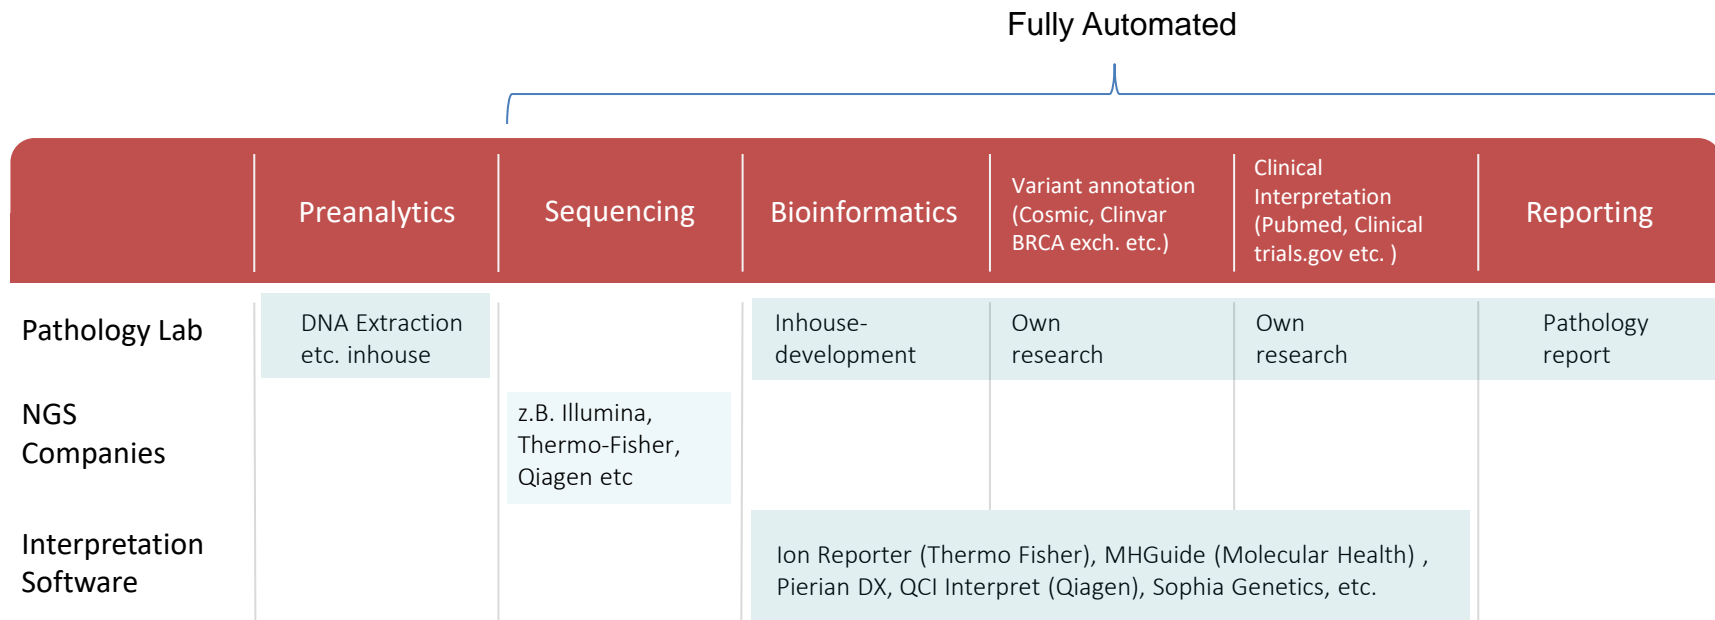 Fully Automated
Preanalytics
Sequencing
Bioinformatics
Variant annotation
(Cosmic, Clinvar
BRCA exch. etc.)
Clinical
Interpretation
(Pubmed, Clinical
trials.gov etc. )
Reporting
Pathology Lab
DNA Extraction
etc. inhouse
Inhouse-
development
Own
research
Own
research
Pathology
report
NGS
Companies
z.B. Illumina,
Thermo-Fisher,
Qiagen etc
Interpretation
Software
Ion Reporter (Thermo Fisher), MHGuide (Molecular Health) ,
Pierian DX, QCI Interpret (Qiagen), Sophia Genetics, etc.